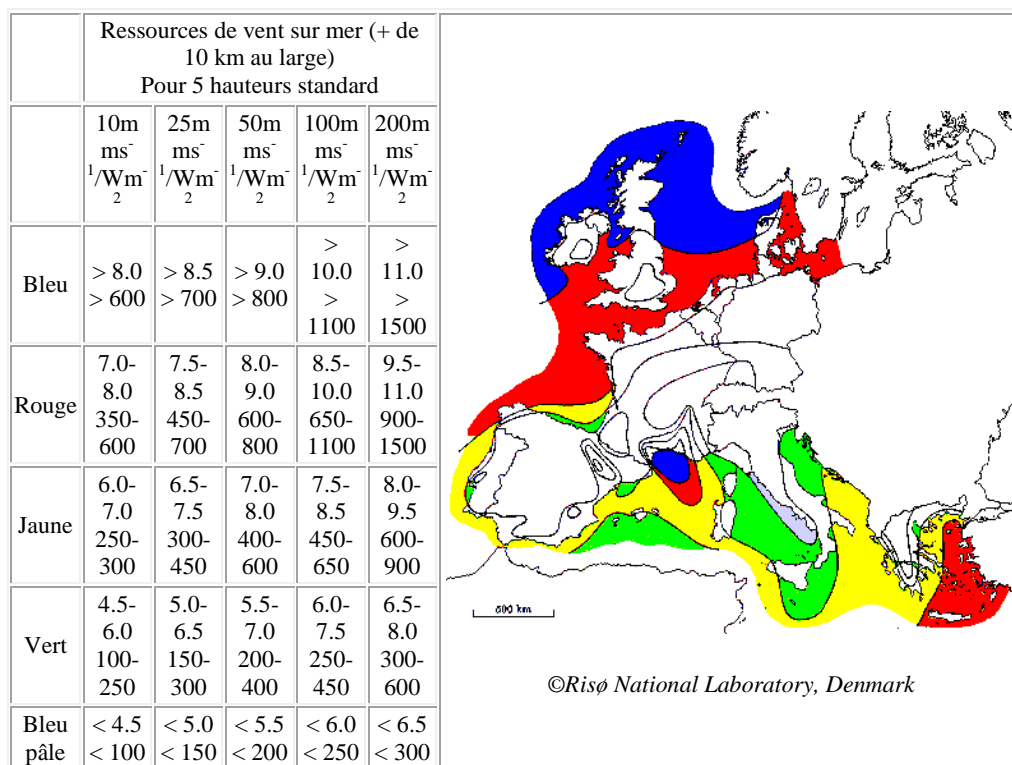 Ressources de vent sur mer (+ de
10 km au large)
Pour 5 hauteurs standard
10m 25m 50m 100m 200m
ms- ms- ms- ms- ms-
1/Wm- 1/Wm- 1/Wm- 1/Wm- 1/Wm-
2 2 2 2 2
Bleu
> 8.0 > 8.5 > 9.0 > 10.0 > 11.0
> 600 > 700 > 800 > 1100 > 1500
Rouge
7.0- 7.5- 8.0- 8.5- 9.5-
8.0 8.5 9.0 10.0 11.0
350- 450- 600- 650- 900-
600 700 800 1100 1500
Jaune
6.0- 6.5- 7.0- 7.5- 8.0-
7.0 7.5 8.0 8.5 9.5
250- 300- 400- 450- 600-
300 450 600 650 900
Vert
4.5- 5.0- 5.5- 6.0- 6.5-
6.0 6.5 7.0 7.5 8.0
100- 150- 200- 250- 300-
250 300 400 450 600
Bleu
pâle
< 4.5 < 5.0 < 5.5 < 6.0 < 6.5
< 100 < 150 < 200 < 250 < 300
500 km
©Risø National Laboratory, Denmark